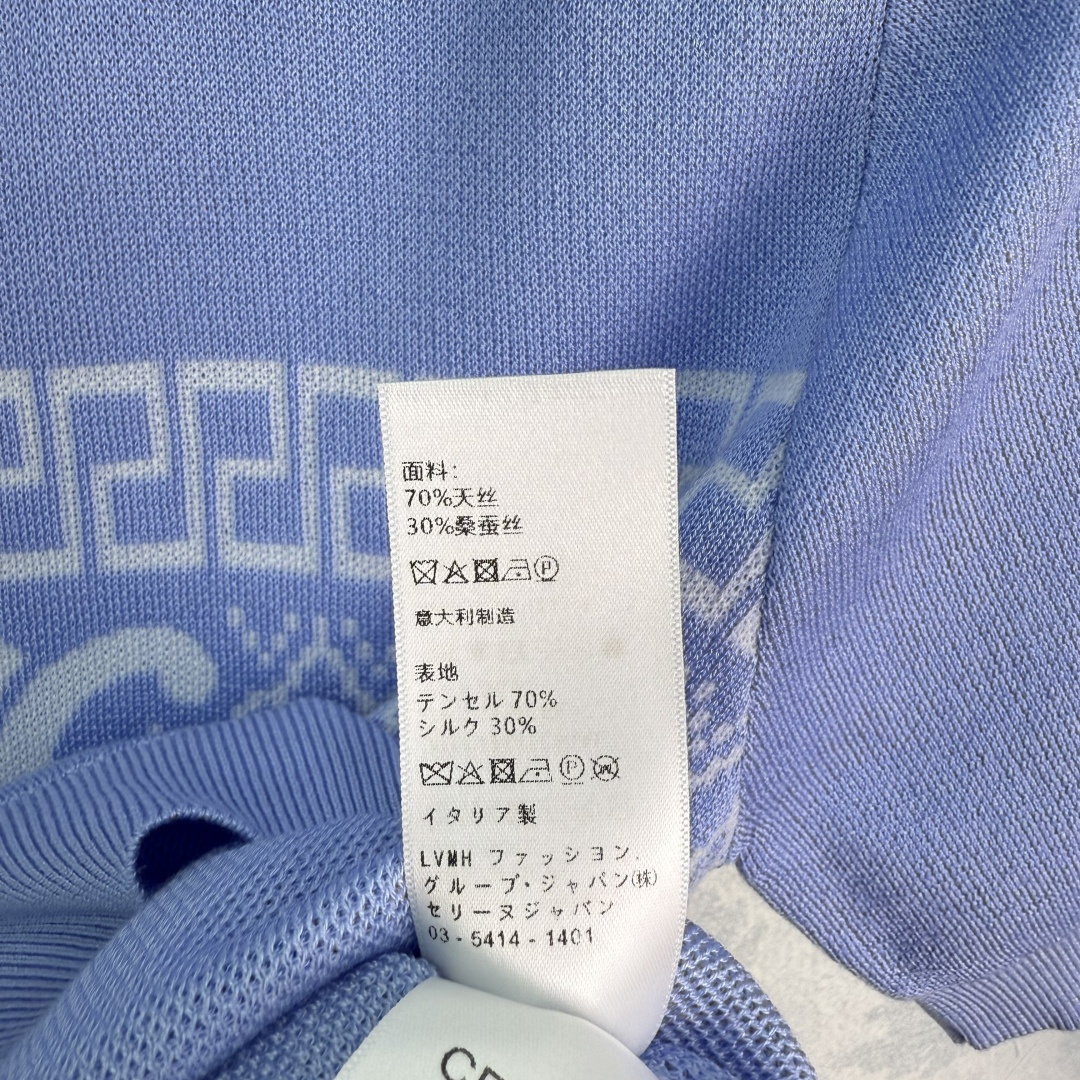 面料:
70%天丝
30%桑蚕丝
P
意大利制造
表地
テンセル 70%
シルク 30%
P W
イタリア製
LVMH ファッション.
グループ・ジャパン(株)
セリーヌジャパン
03-5414-1401